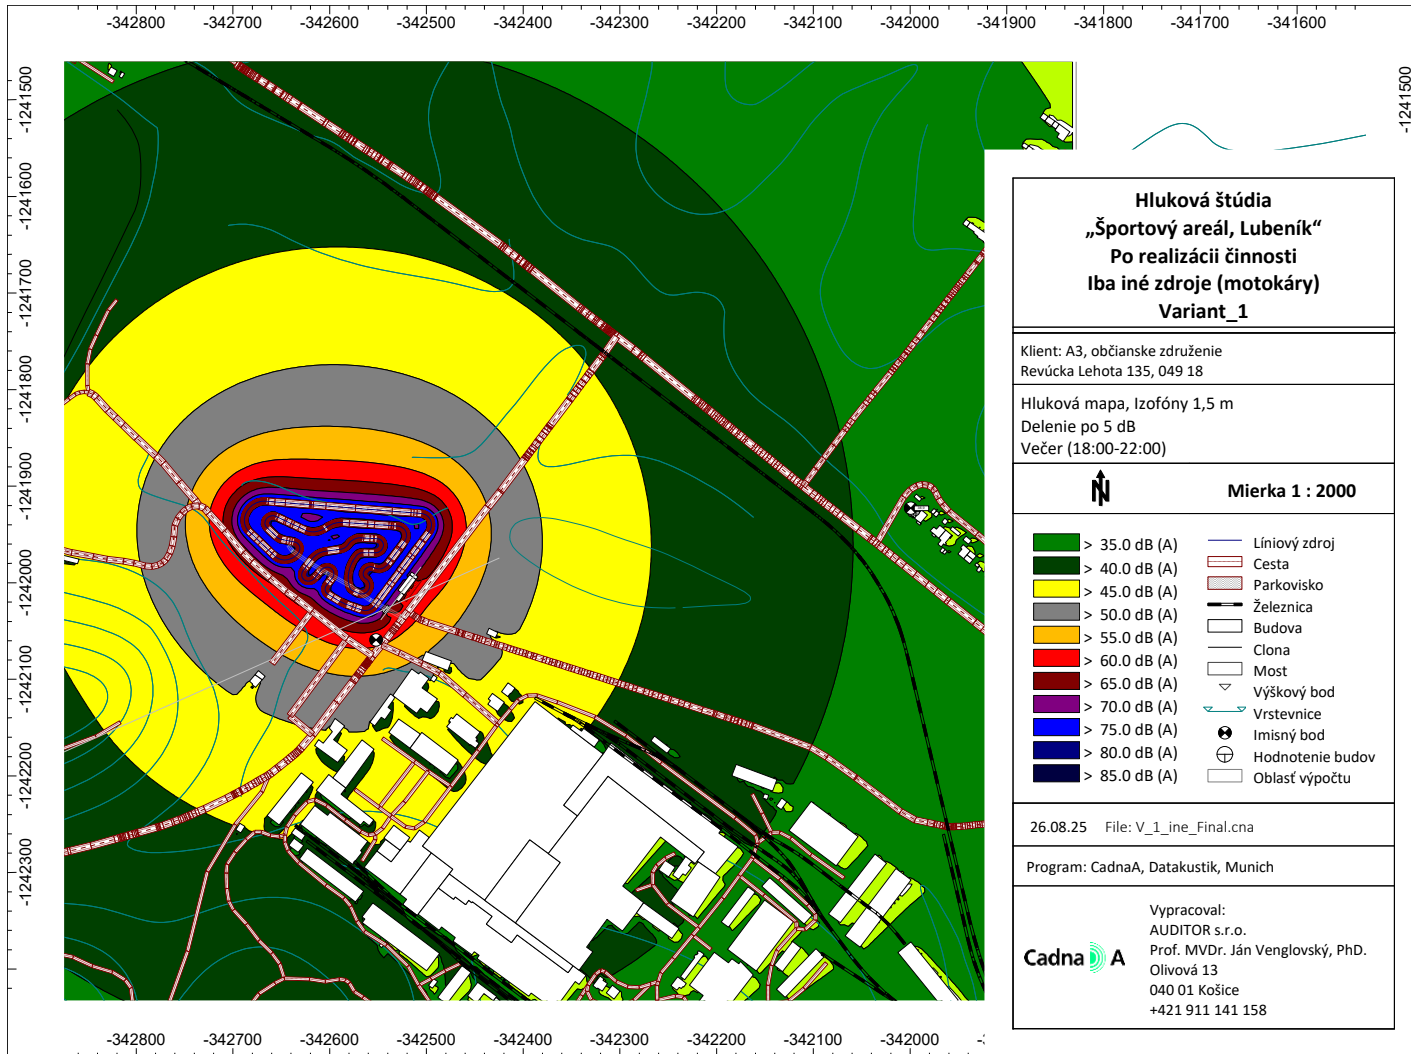 -342800 -342700 -342600 -342500 -342400 -342300 -342200 -342100 -342000 -341900 -341800 -341700 -341600
-1241500
-1241600
-1241700
-1241800
-1241900
-1242000
-1242100
-1242200
-1242300
-1241500
Hluková štúdia
„Športový areál, Lubeník“
Po realizácii činnosti
Iba iné zdroje (motokáry)
Variant_1
Klient: A3, občianske združenie
Revúcka Lehota 135, 049 18
Hluková mapa, Izofóny 1,5 m
Delenie po 5 dB
Večer (18:00-22:00)
N
Mierka 1 : 2000
> 35.0 dB (A)
> 40.0 dB (A)
> 45.0 dB (A)
> 50.0 dB (A)
> 55.0 dB (A)
> 60.0 dB (A)
> 65.0 dB (A)
> 70.0 dB (A)
> 75.0 dB (A)
> 80.0 dB (A)
> 85.0 dB (A)
Líniový zdroj
Cesta
Parkovisko
Železnica
Budova
Clona
Most
Výškový bod
Vrstevnice
Imisný bod
Hodnotenie budov
Oblasť výpočtu
26.08.25 File: V_1_ine_Final.cna
Program: CadnaA, Datakustik, Munich
Cadna A
Vypracoval:
AUDITOR s.r.o.
Prof. MVDr. Ján Venglovský, PhD.
Olivová 13
040 01 Košice
+421 911 141 158
-342800 -342700 -342600 -342500 -342400 -342300 -342200 -342100 -342000